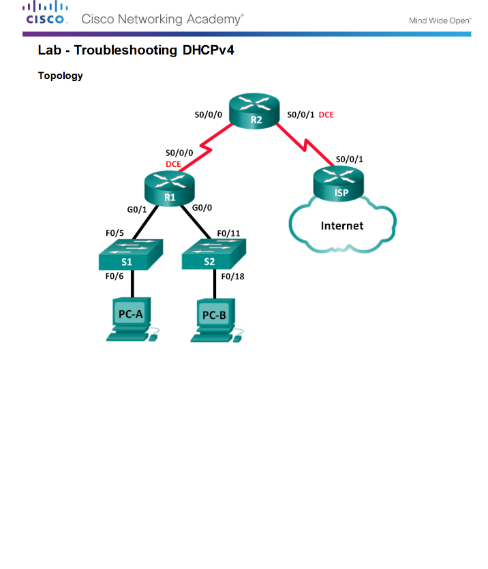 CISCO. Cisco Networking Academy® Mind Wide Open®
Lab - Troubleshooting DHCPv4
Topology
S0/0/0 R2 S0/0/1 DCE
S0/0/0
DCE
S0/0/1
R1
ISP
G0/1 G0/0
Internet
F0/5 F0/11
S1 S2
F0/6 F0/18
PC-A PC-B